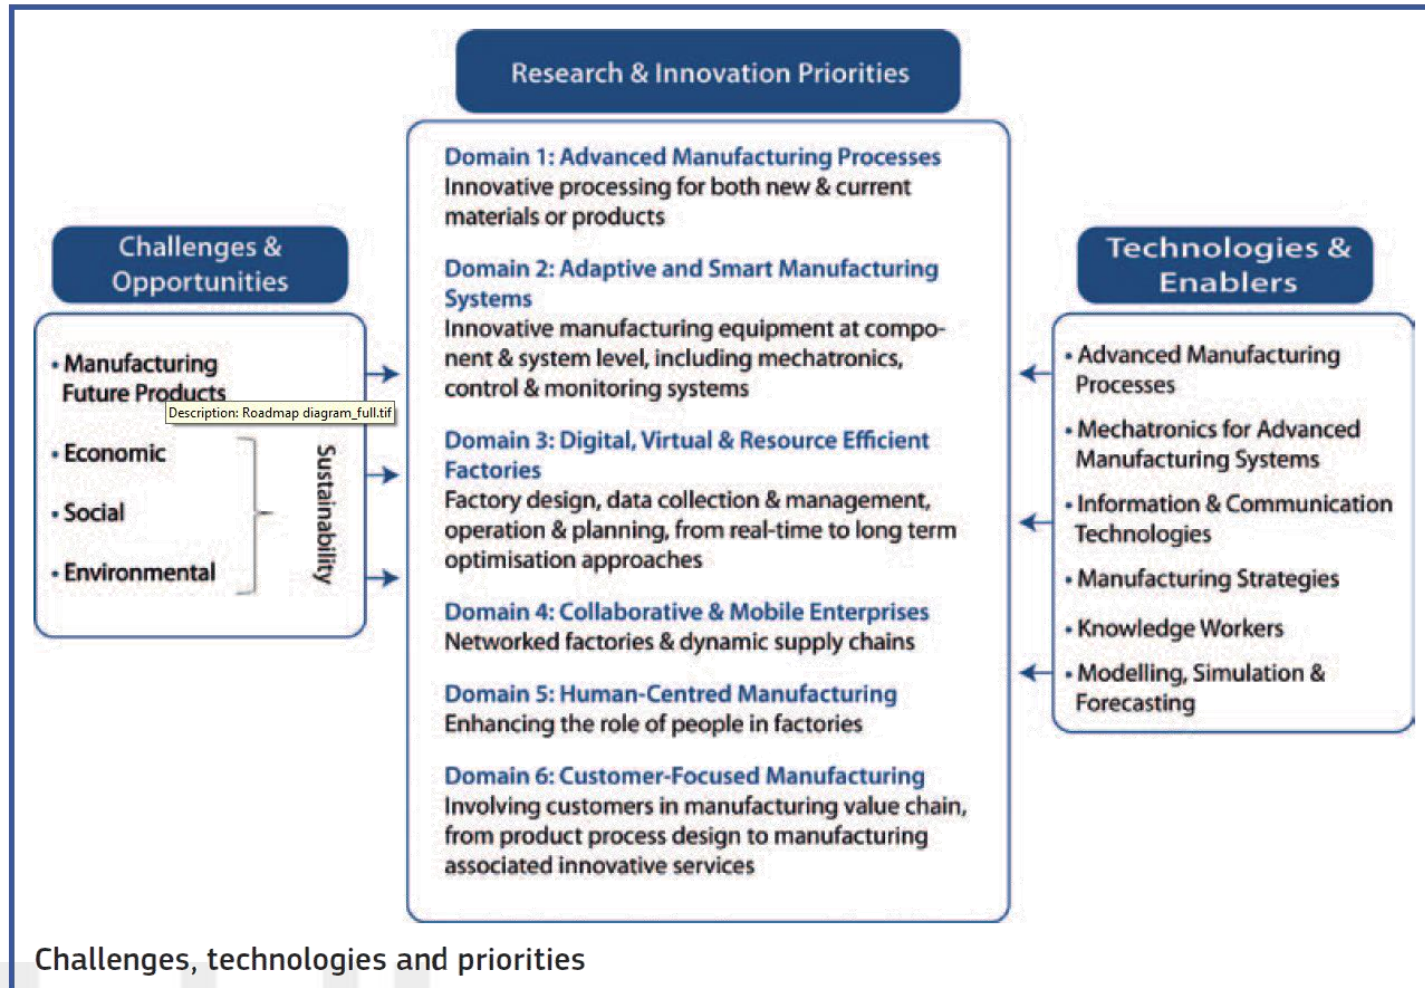 Research & Innovation Priorities
Challenges &
Opportunities
• Manufacturing
Future Products
Description: Roadmap diagram_full.tif
• Economic
• Social
• Environmental
Sustainability
Domain 1: Advanced Manufacturing Processes
Innovative processing for both new & current
materials or products
Domain 2: Adaptive and Smart Manufacturing
Systems
Innovative manufacturing equipment at compo-
nent & system level, including mechatronics,
control & monitoring systems
Domain 3: Digital, Virtual & Resource Efficient
Factories
Factory design, data collection & management,
operation & planning, from real-time to long term
optimisation approaches
Domain 4: Collaborative & Mobile Enterprises
Networked factories & dynamic supply chains
Domain 5: Human-Centred Manufacturing
Enhancing the role of people in factories
Domain 6: Customer-Focused Manufacturing
Involving customers in manufacturing value chain,
from product process design to manufacturing
associated innovative services
Technologies &
Enablers
• Advanced Manufacturing
Processes
• Mechatronics for Advanced
Manufacturing Systems
• Information & Communication
Technologies
• Manufacturing Strategies
• Knowledge Workers
• Modelling, Simulation &
Forecasting
Challenges, technologies and priorities